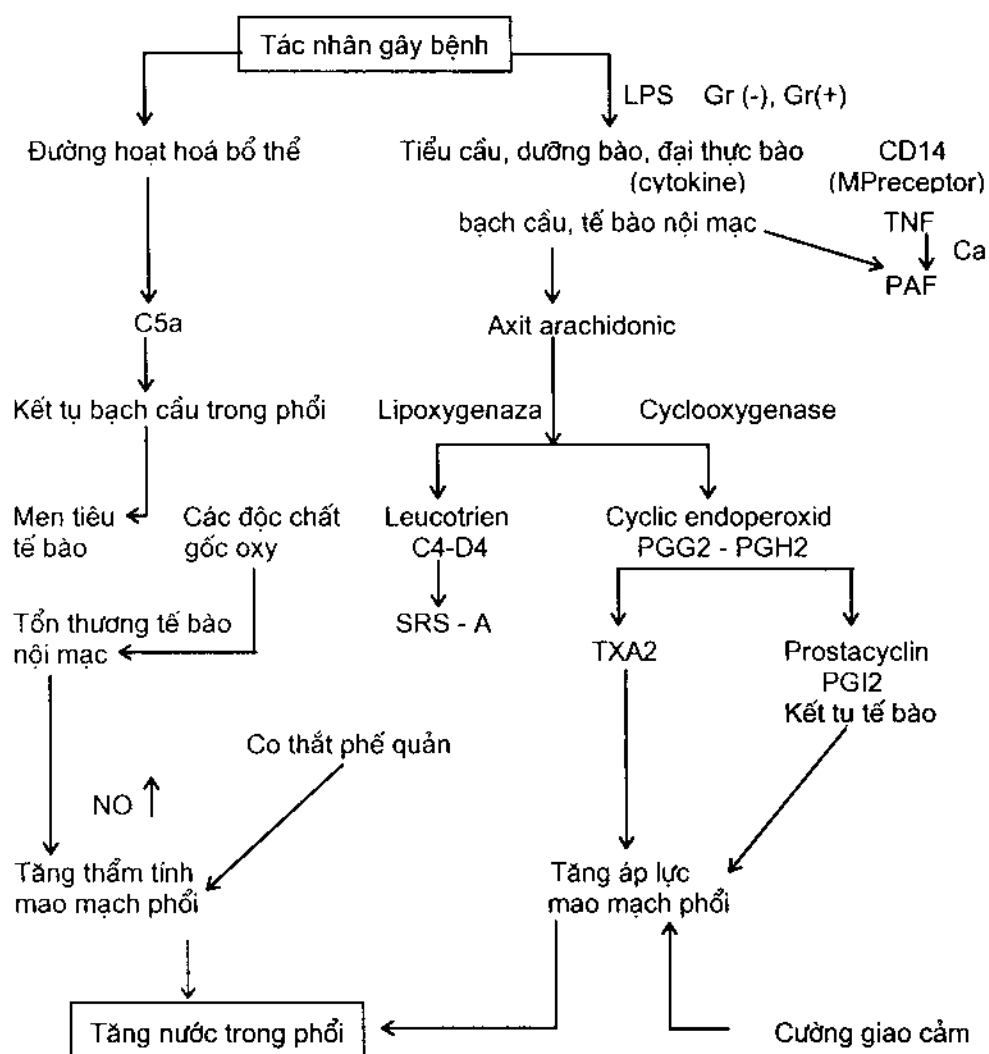 Tác nhân gây bệnh
LPS Gr (-), Gr(+)
Đường hoạt hoá bổ thể
Tiểu cầu, dưỡng bào, đại thực bào
(cytokine)
CD14
(MPreceptor)
bạch cầu, tế bào nội mạc
TNF
Ca
PAF
C5a
Axit arachidonic
Kết tụ bạch cầu trong phổi
Lipoxygenaza
Cyclooxygenase
Men tiêu
tế bào
Các độc chất
gốc oxy
Leucotrien
C4-D4
Cyclic endoperoxid
PGG2 - PGH2
Tổn thương tế bào
nội mạc
SRS - A
TXA2
Prostacyclin
PGI2
Kết tụ tế bào
Co thắt phế quản
NO
Tăng thẩm tính
mao mạch phổi
Tăng áp lực
mao mạch phổi
Tăng nước trong phổi
Cường giao cảm